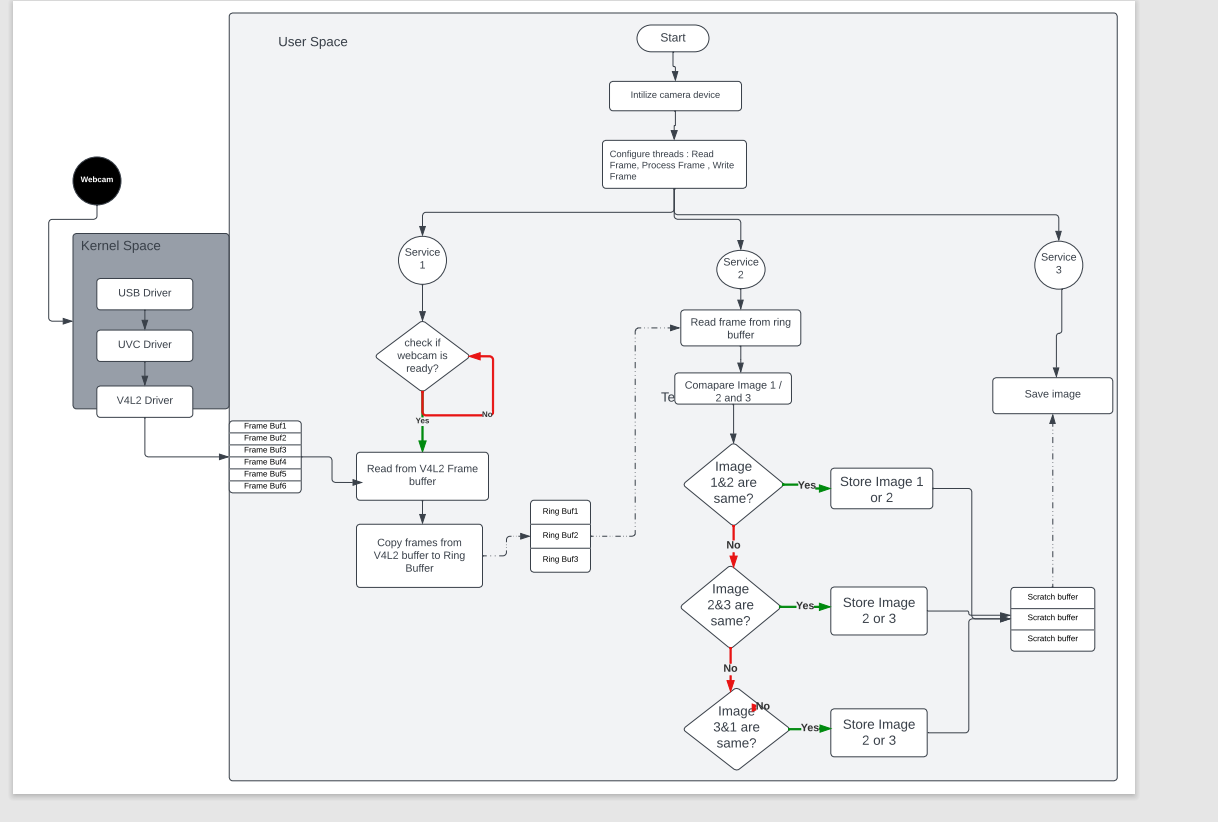 User Space
Start
Intilize camera device
Configure threads : Read
Frame, Process Frame , Write
Frame
Webcam
Kernel Space
USB Driver
UVC Driver
V4L2 Driver
Frame Buf1
Frame Buf2
Frame Buf3
Frame Buf4
Frame Buf5
Frame Buf6
Service
1
check if
webcam is
ready?
No
Yes
Read from V4L2 Frame
buffer
Copy frames from
V4L2 buffer to Ring
Buffer
Ring Buf1
Ring Buf2
Ring Buf3
Service
2
Read frame from ring
buffer
Te
Comapare Image 1 /
2 and 3
Image
1&2 are
same?
Yes
Store Image 1
or 2
No
Image
2&3 are
same?
Yes
Store Image
2 or 3
No
Image
3&1 are
same?
No
Yes
Store Image
2 or 3
Service
3
Save image
Scratch buffer
Scratch buffer
Scratch buffer